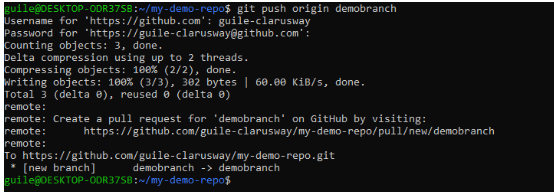 guile@DESKTOP-ODR37SB:~/my-demo-repo$ git push origin demobranch
Username for 'https://github.com': guile-clarusway
Password for 'https://guile-clarusway@github.com':
Counting objects: 3, done.
Delta compression using up to 2 threads.
Compressing objects: 100% (2/2), done.
Writing objects: 100% (3/3), 302 bytes | 60.00 KiB/s, done.
Total 3 (delta 0), reused 0 (delta 0)
remote:
remote: Create a pull request for 'demobranch' on GitHub by visiting:
remote:      https://github.com/guile-clarusway/my-demo-repo/pull/new/demobranch
remote:
To https://github.com/guile-clarusway/my-demo-repo.git
 * [new branch]      demobranch -> demobranch
guile@DESKTOP-ODR37SB:~/my-demo-repo$